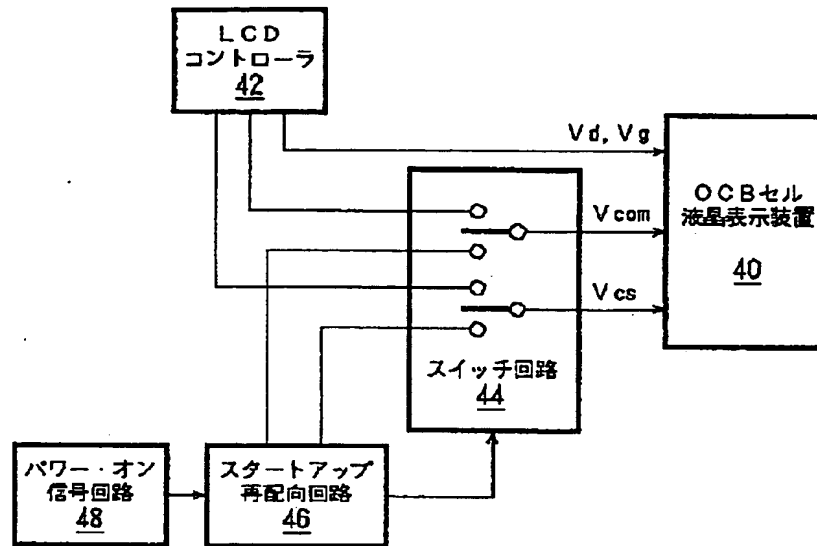 LCD
コントローラ
42
Vd, Vg
OCBセル
液晶表示装置
40
Vcom
Vcs
スイッチ回路
44
パワー・オン
信号回路
48
スタートアップ
再配向回路
46